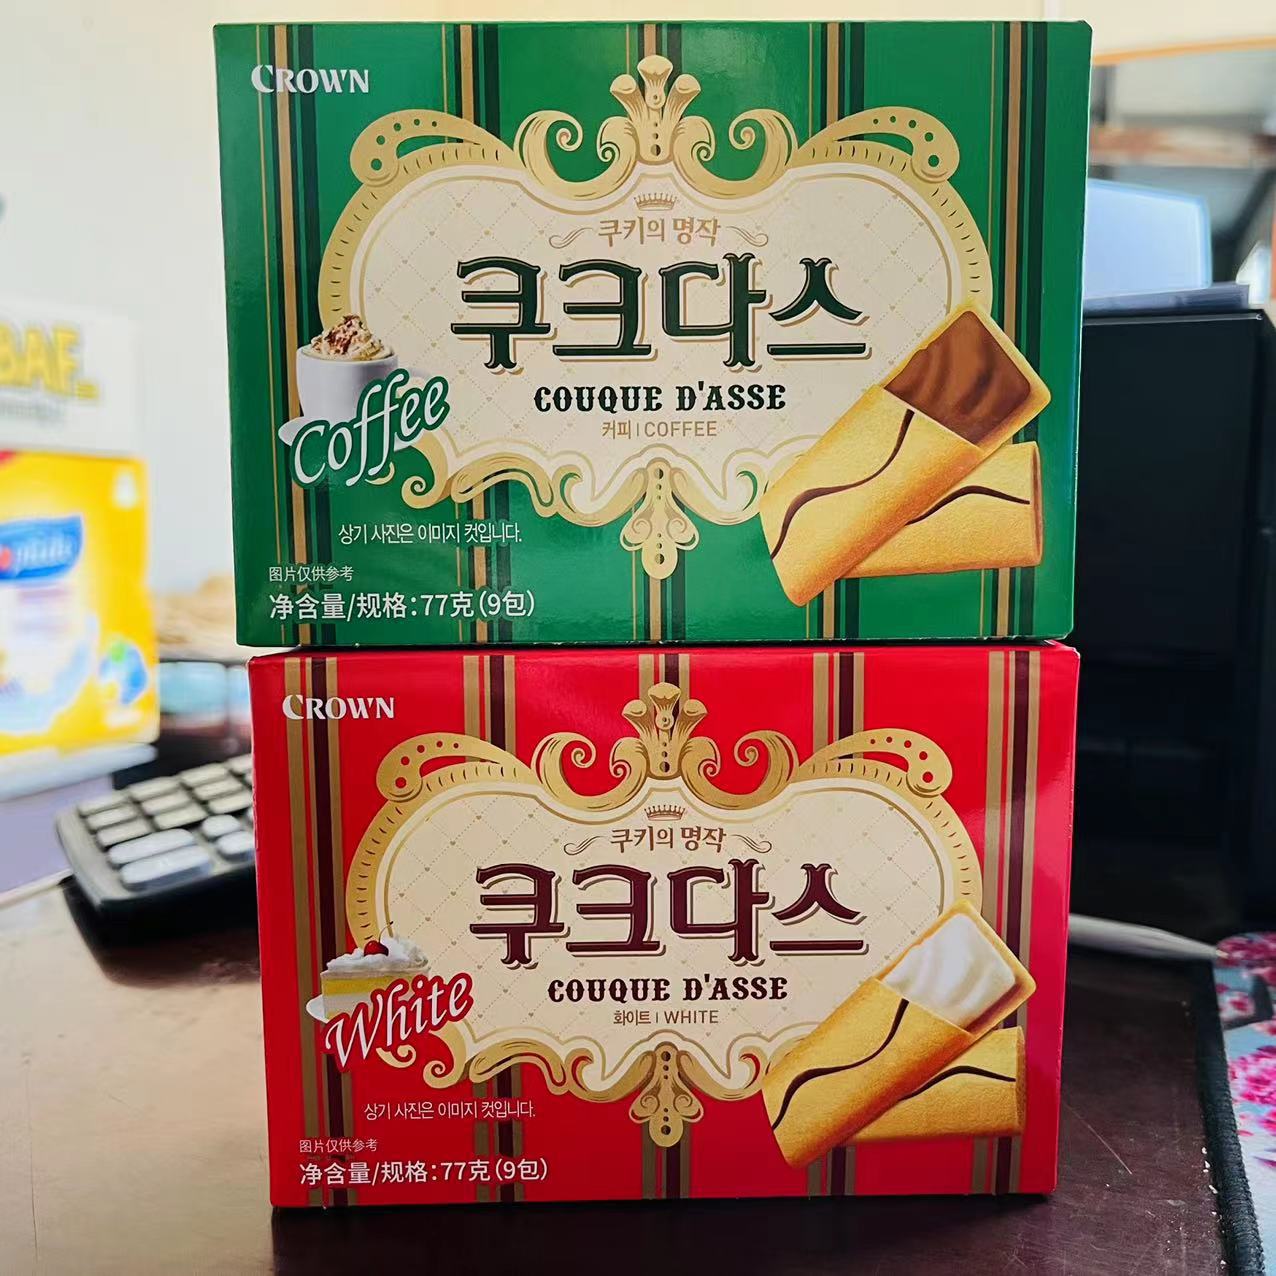 CROWN
쿠키의 명작
쿠크다스
COUQUE D'ASSE
커피 | COFFEE
Coffee
상기 사진은 이미지 컷입니다.
图片仅供参考
净含量/规格:77克(9包)
CROWN
쿠키의 명작
쿠크다스
COUQUE D'ASSE
화이트 | WHITE
White
상기 사진은 이미지 컷입니다.
图片仅供参考
净含量/规格:77克(9包)
BAF